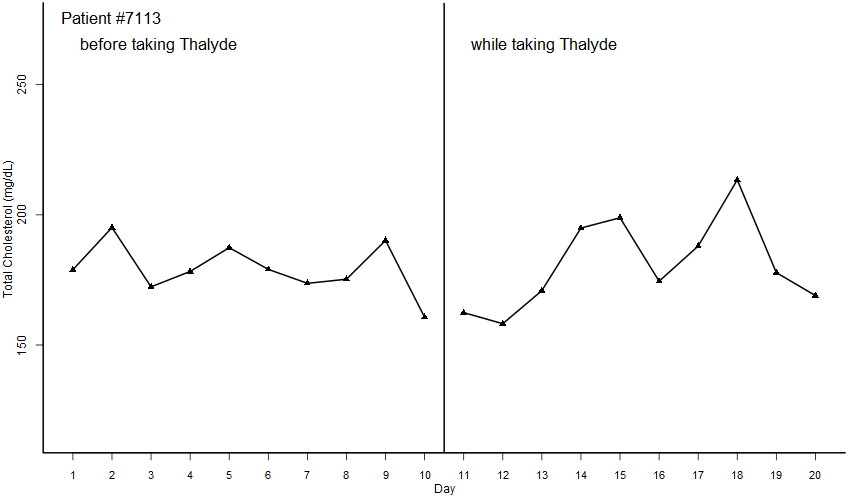 Patient #7113
before taking Thalyde
while taking Thalyde
250
200
150
Total Cholesterol (mg/dL)
1 2 3 4 5 6 7 8 9 10 11 12 13 14 15 16 17 18 19 20
Day